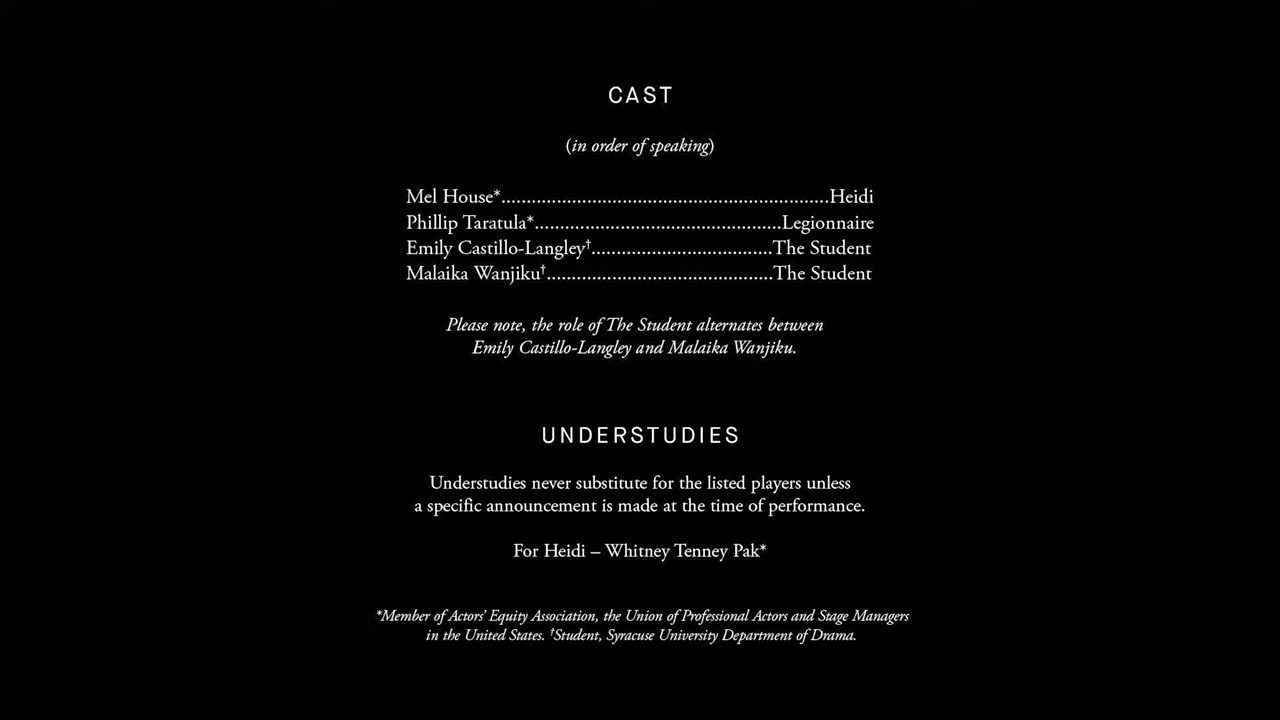 CAST
(in order of speaking)
Mel House*.................................................................Heidi
Phillip Taratula*.................................................Legionnaire
Emily Castillo-Langley†....................................The Student
Malaika Wanjiku†.............................................The Student
Please note, the role of The Student alternates between
Emily Castillo-Langley and Malaika Wanjiku.
UNDERSTUDIES
Understudies never substitute for the listed players unless
a specific announcement is made at the time of performance.
For Heidi – Whitney Tenney Pak*
*Member of Actors’ Equity Association, the Union of Professional Actors and Stage Managers
in the United States. †Student, Syracuse University Department of Drama.